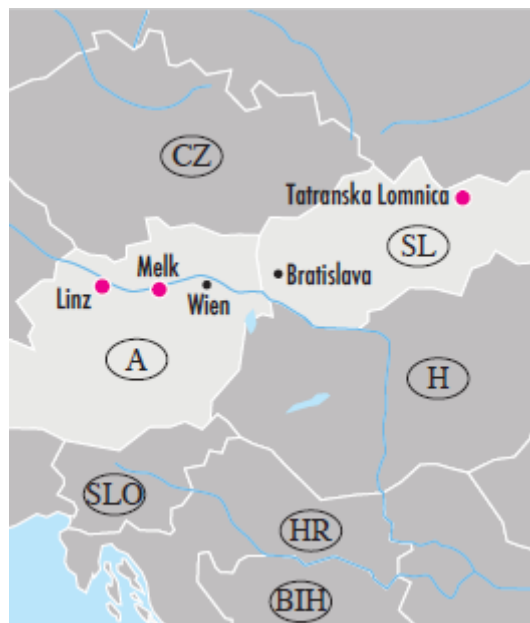 CZ
Tatranska Lomnica
SL
Melk
Bratislava
Linz
Wien
A
H
SLO
HR
BIH